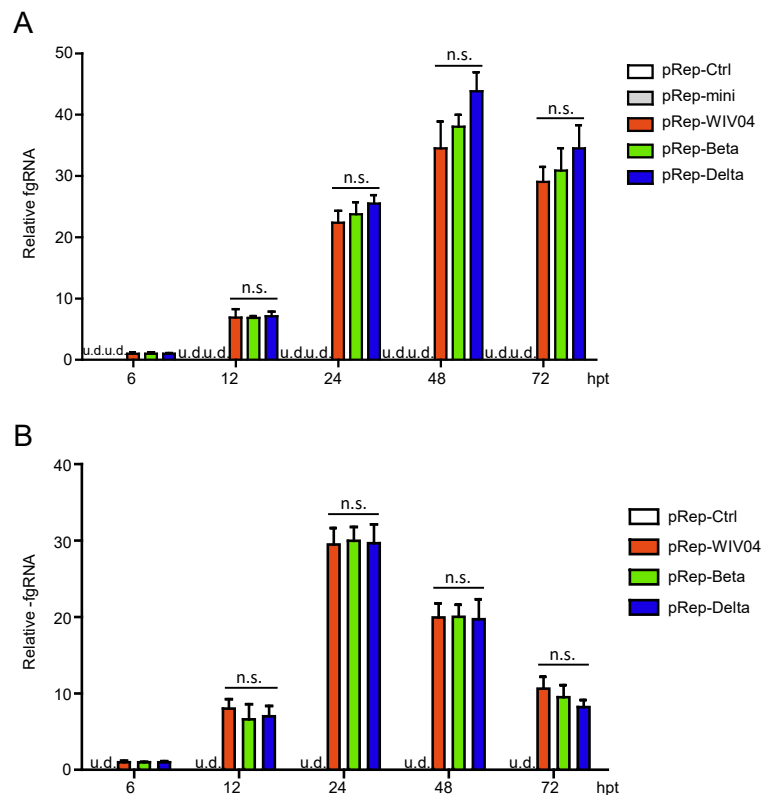 A
50
40
30
20
10
0
Relative fgRNA
n.s.
n.s.
n.s.
n.s.
u.d.u.d.
u.d.u.d.
u.d.u.d.
u.d.u.d.
u.d.u.d.
6 12 24 48 72 hpt
pRep-Ctrl
pRep-mini
pRep-WIV04
pRep-Beta
pRep-Delta
B
40
30
20
10
0
Relative -fgRNA
n.s.
n.s.
n.s.
n.s.
u.d.
u.d.
u.d.
u.d.
u.d.
6 12 24 48 72 hpt
pRep-Ctrl
pRep-WIV04
pRep-Beta
pRep-Delta